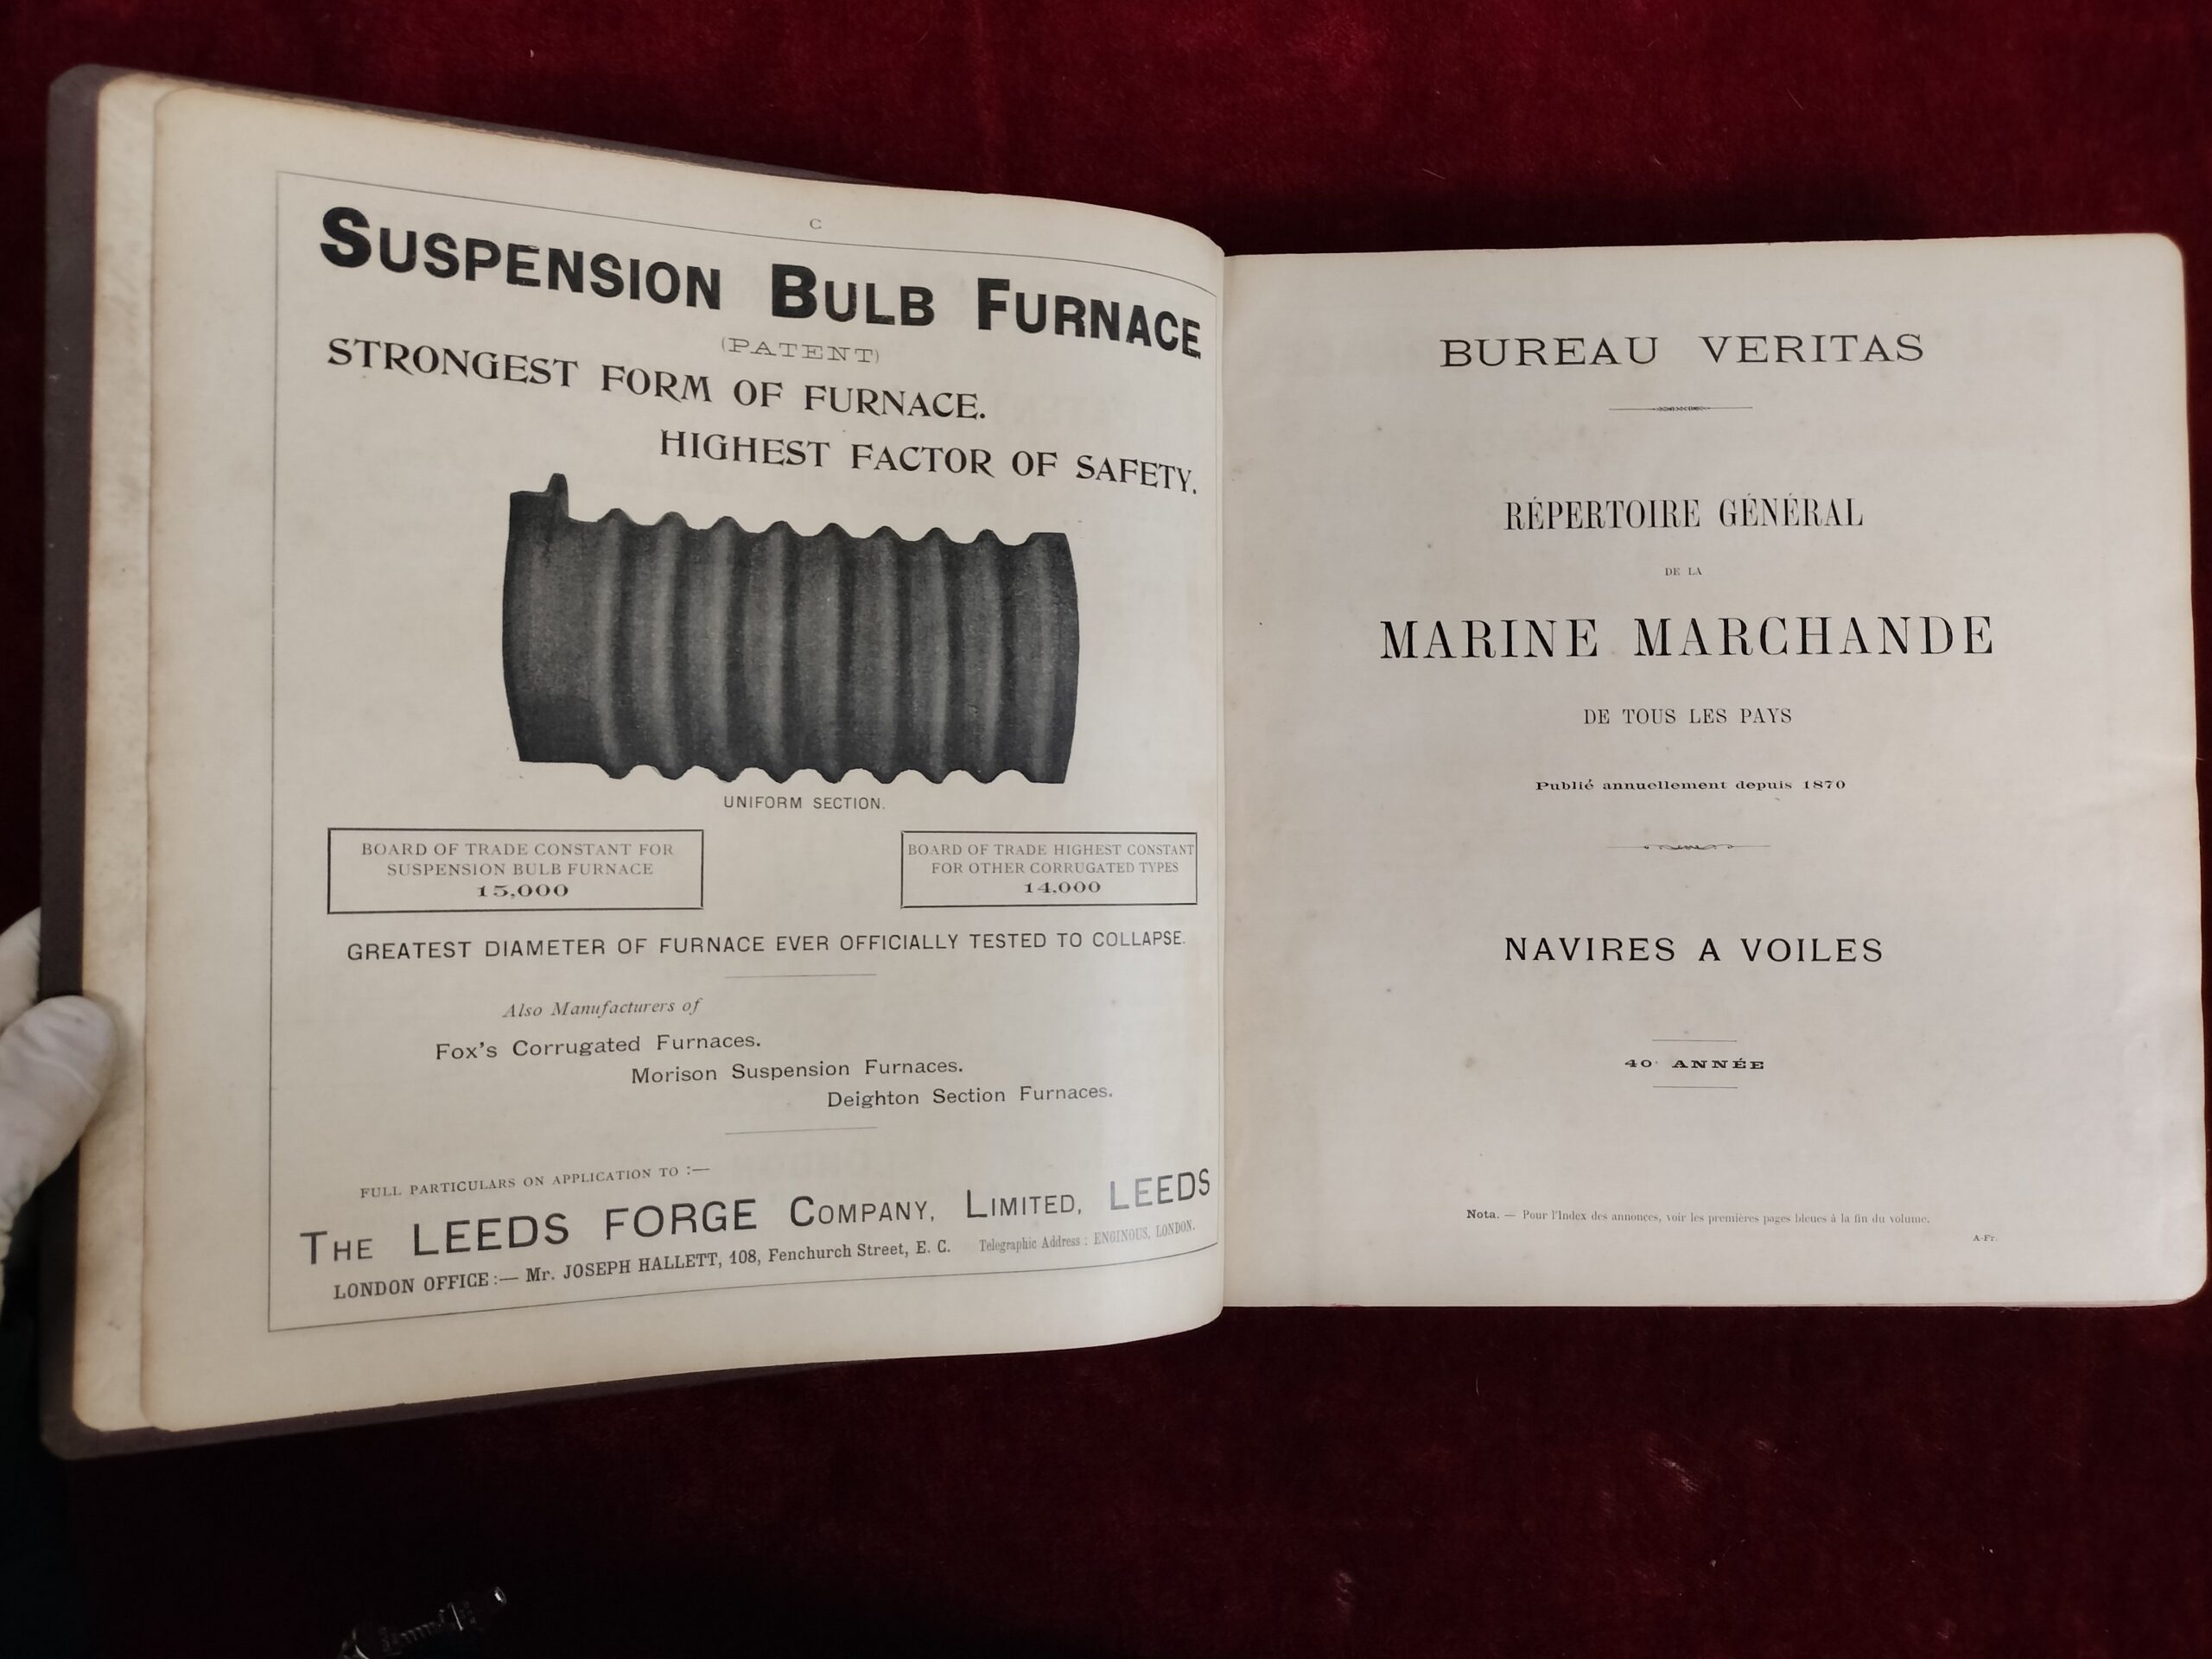 C
SUSPENSION BULB FURNACE
(PATENT)
STRONGEST FORM OF FURNACE.
HIGHEST FACTOR OF SAFETY.
UNIFORM SECTION.
BOARD OF TRADE CONSTANT FOR
SUSPENSION BULB FURNACE
15,000
BOARD OF TRADE HIGHEST CONSTANT
FOR OTHER CORRUGATED TYPES
14,000
GREATEST DIAMETER OF FURNACE EVER OFFICIALLY TESTED TO COLLAPSE.
Also Manufacturers of
Fox's Corrugated Furnaces.
Morison Suspension Furnaces.
Deighton Section Furnaces.
FULL PARTICULARS ON APPLICATION TO :—
THE LEEDS FORGE COMPANY, LIMITED, LEEDS
LONDON OFFICE :— Mr. JOSEPH HALLETT, 108, Fenchurch Street, E. C. Telegraphic Address : ENGINOUS, LONDON.
BUREAU VERITAS
RÉPERTOIRE GÉNÉRAL
DE LA
MARINE MARCHANDE
DE TOUS LES PAYS
Publié annuellement depuis 1870
NAVIRES A VOILES
40e ANNÉE
Nota. — Pour l'Index des annonces, voir les premières pages bleues à la fin du volume.
A-Fr.